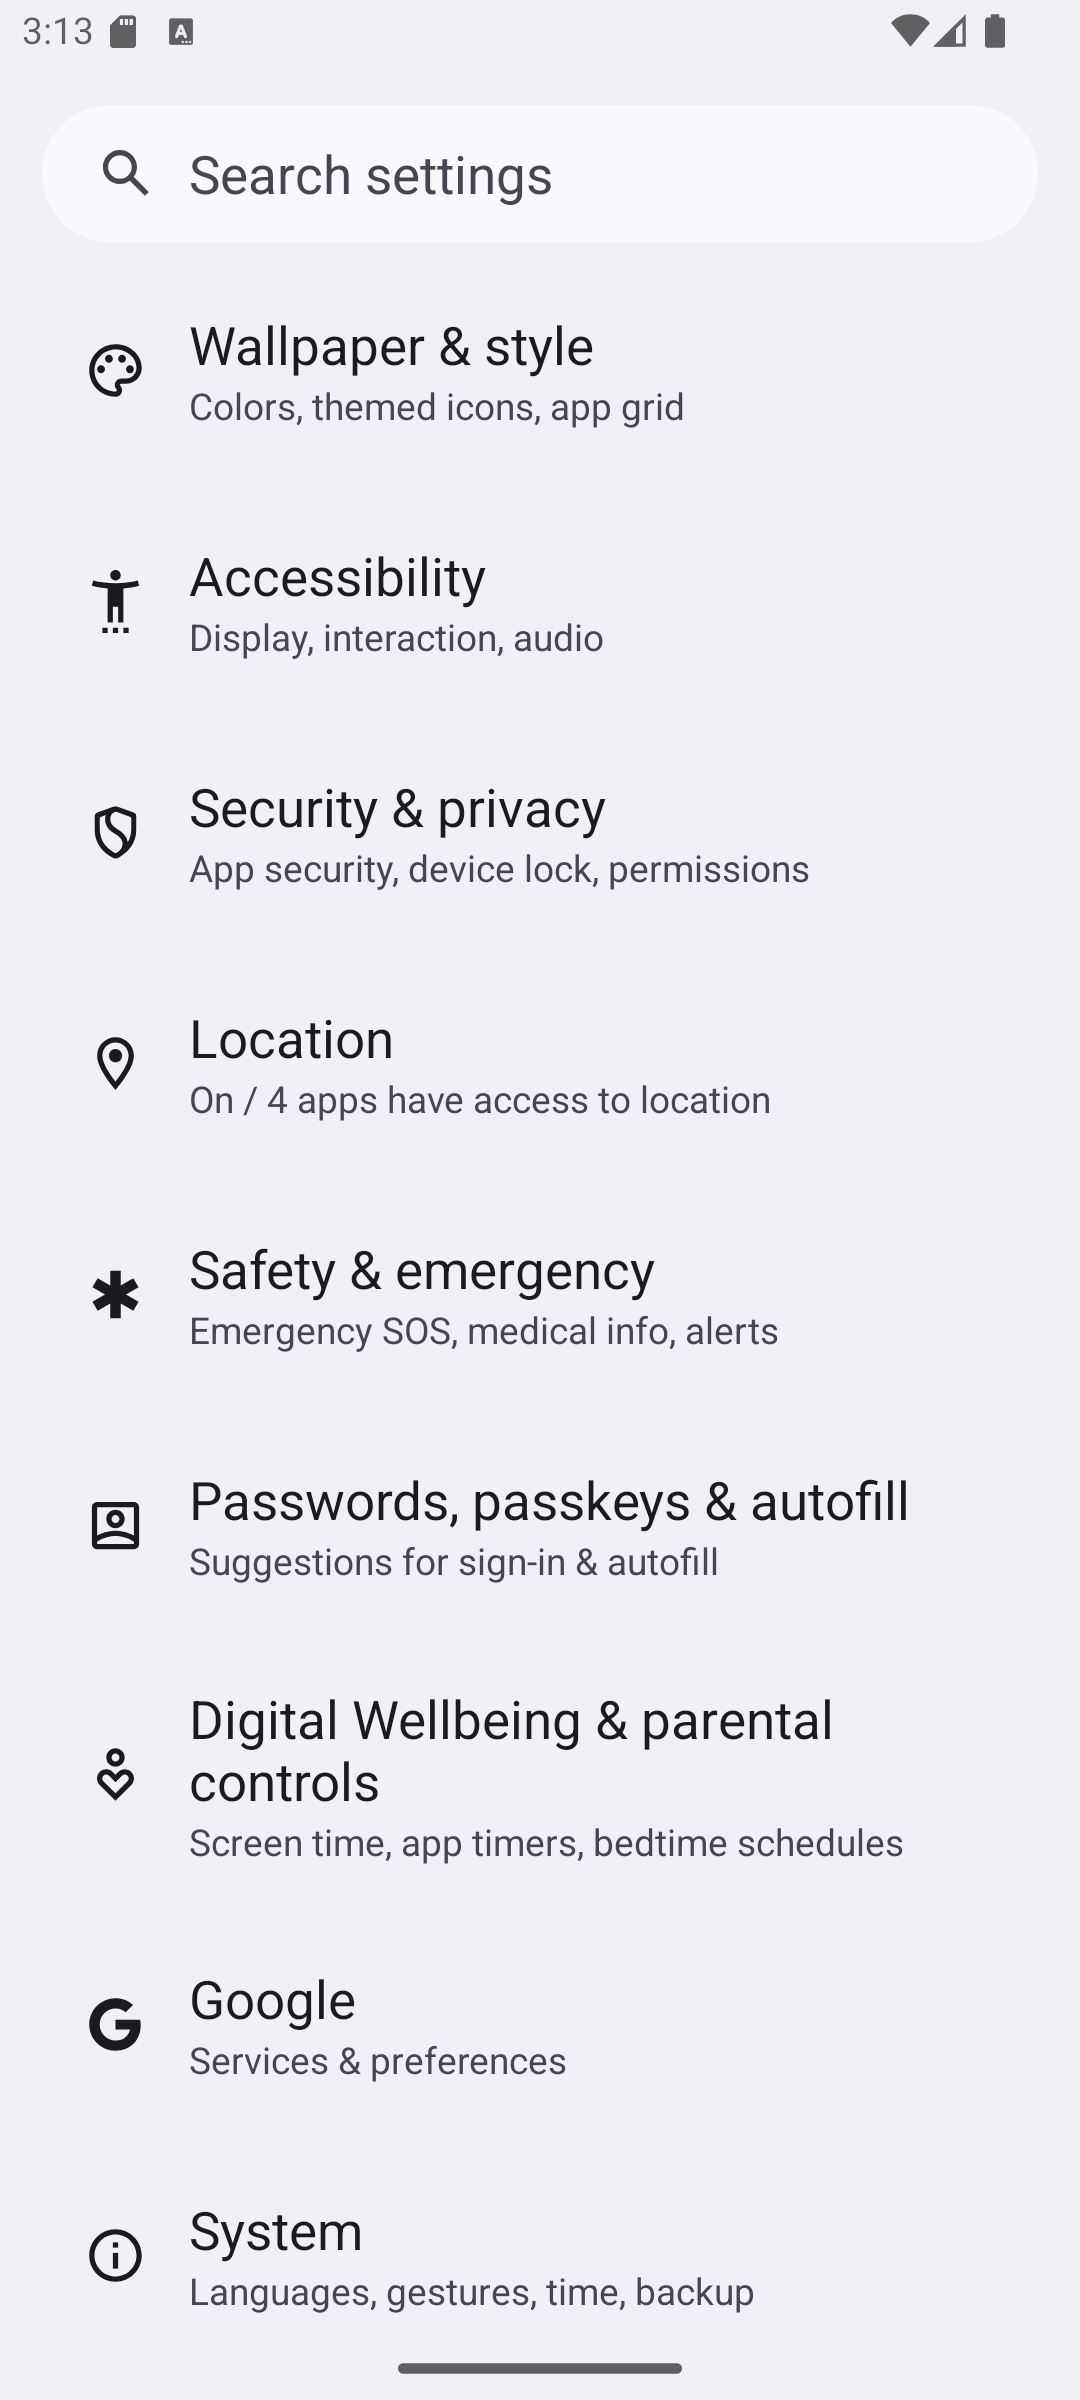 3:13
Search settings
Wallpaper & style
Colors, themed icons, app grid
Accessibility
Display, interaction, audio
Security & privacy
App security, device lock, permissions
Location
On / 4 apps have access to location
Safety & emergency
Emergency SOS, medical info, alerts
Passwords, passkeys & autofill
Suggestions for sign-in & autofill
Digital Wellbeing & parental
controls
Screen time, app timers, bedtime schedules
Google
Services & preferences
System
Languages, gestures, time, backup